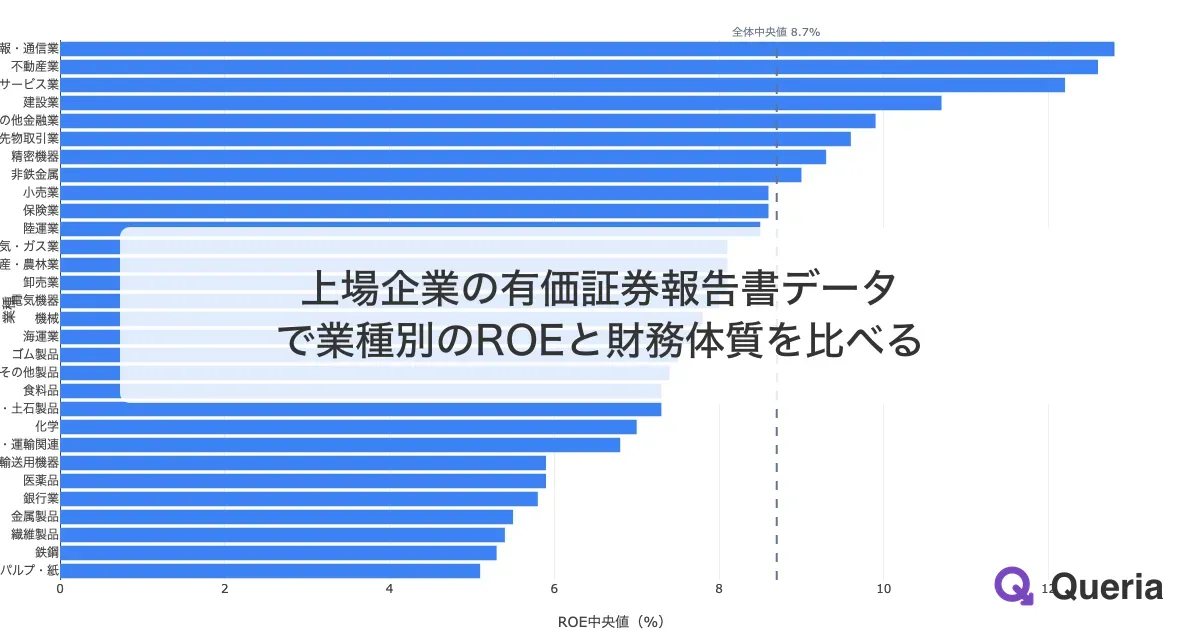 全体中央値 8.7%
報・通信業
不動産業
サービス業
建設業
の他金融業
先物取引業
精密機器
非鉄金属
小売業
保険業
陸運業
気・ガス業
産・農林業
卸売業
電気機器
機械
海運業
ゴム製品
その他製品
食料品
・土石製品
化学
・運輸関連
輸送用機器
医薬品
銀行業
金属製品
繊維製品
鉄鋼
パルプ・紙
業種
上場企業の有価証券報告書データ
で業種別のROEと財務体質を比べる
0 2 4 6 8 10 12
ROE中央値（%）
Queria